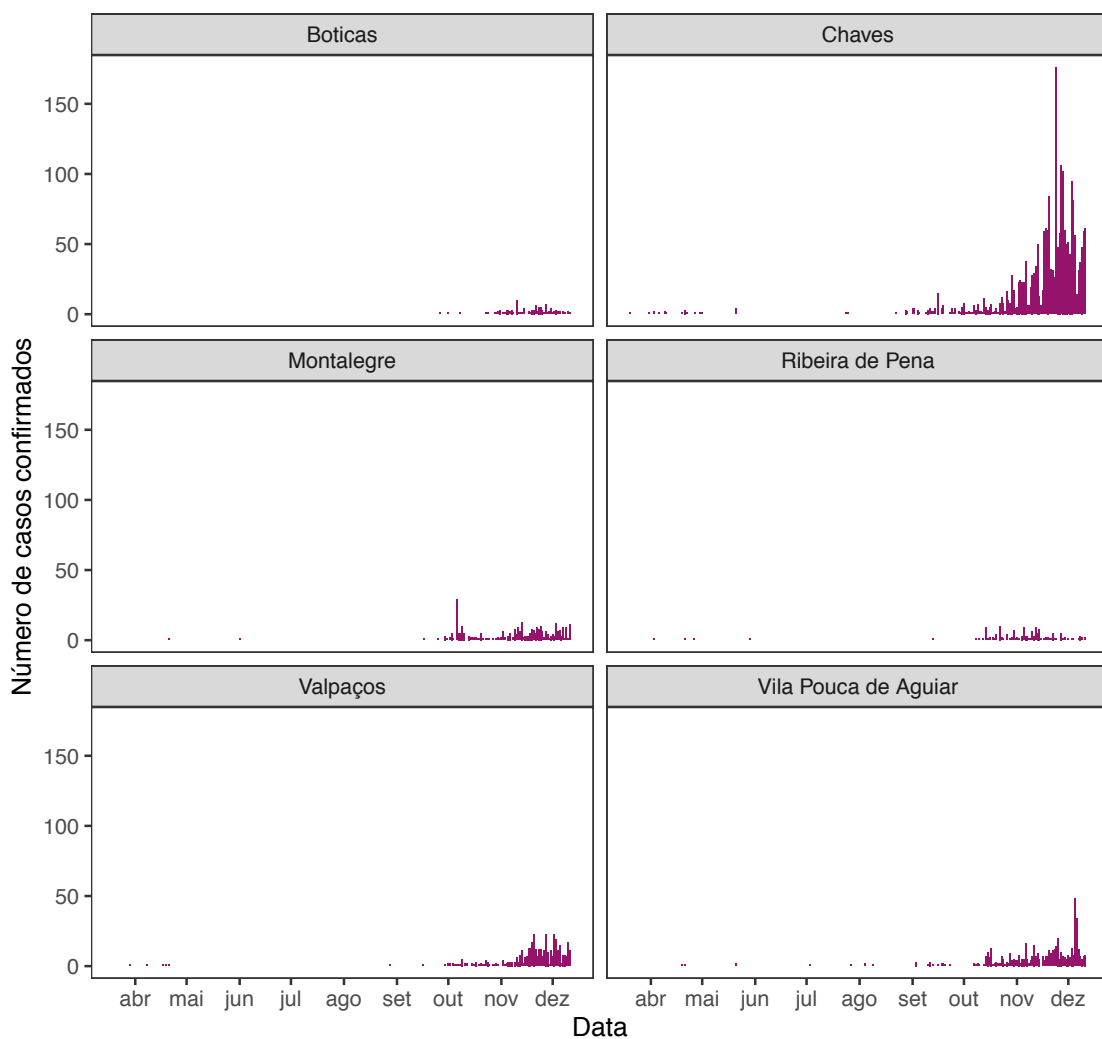 Boticas
Chaves
150
100
50
0
Montalegre
Ribeira de Pena
150
100
50
0
Número de casos confirmados
Valpaços
Vila Pouca de Aguiar
150
100
50
0
abr mai jun jul ago set out nov dez
abr mai jun jul ago set out nov dez
Data